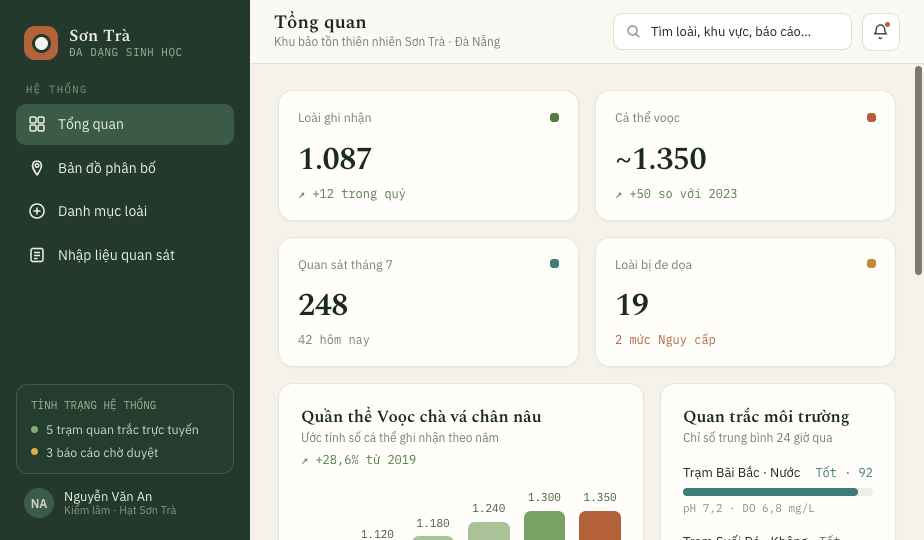 Sơn Trà
ĐA DẠNG SINH HỌC
HỆ THỐNG
Tổng quan
Bản đồ phân bố
Danh mục loài
Nhập liệu quan sát
TÌNH TRẠNG HỆ THỐNG
5 trạm quan trắc trực tuyến
3 báo cáo chờ duyệt
NA
Nguyễn Văn An
Kiểm lâm · Hạt Sơn Trà
Tổng quan
Khu bảo tồn thiên nhiên Sơn Trà · Đà Nẵng
Tìm loài, khu vực, báo cáo...
Loài ghi nhận
1.087
↗ +12 trong quý
Cá thể voọc
~1.350
↗ +50 so với 2023
Quan sát tháng 7
248
42 hôm nay
Loài bị đe dọa
19
2 mức Nguy cấp
Quần thể Voọc chà vá chân nâu
Ước tính số cá thể ghi nhận theo năm
↗ +28,6% từ 2019
1.120
1.180
1.240
1.300
1.350
Quan trắc môi trường
Chỉ số trung bình 24 giờ qua
Trạm Bãi Bắc · Nước Tốt · 92
pH 7,2 · DO 6,8 mg/L